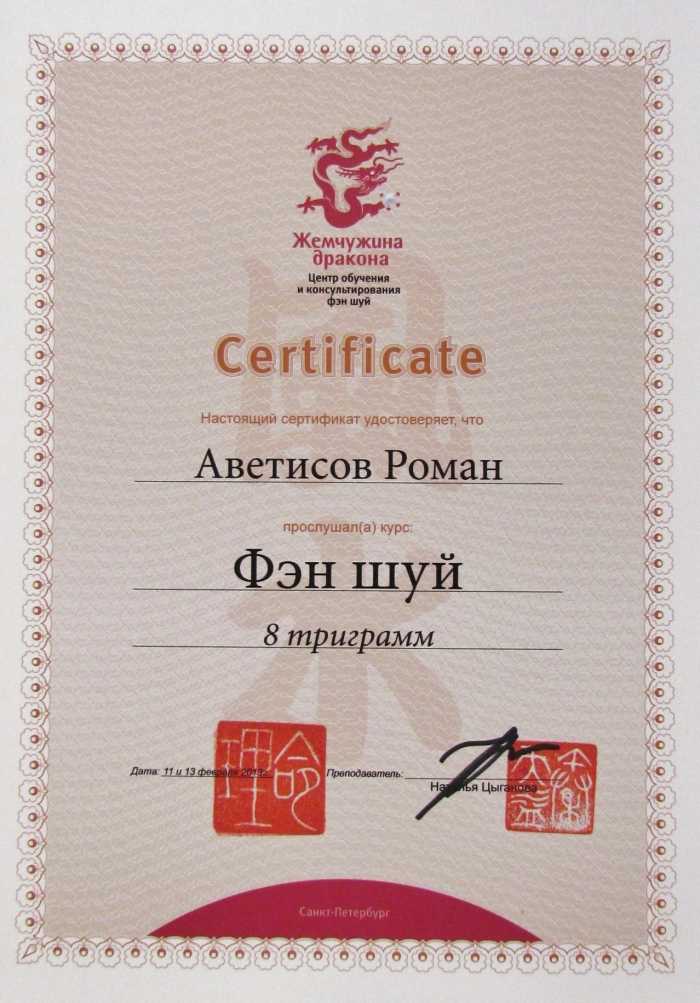 Жемчужина
дракона
Центр обучения
и консультирования
фэн шуй
Certificate
Настоящий сертификат удостоверяет, что
Аветисов Роман
прослушал(а) курс:
Фэн шуй
8 триграмм
Дата: 11 и 13 февраля 2013г. Преподаватель:
Наталья Цыганова
Санкт-Петербург